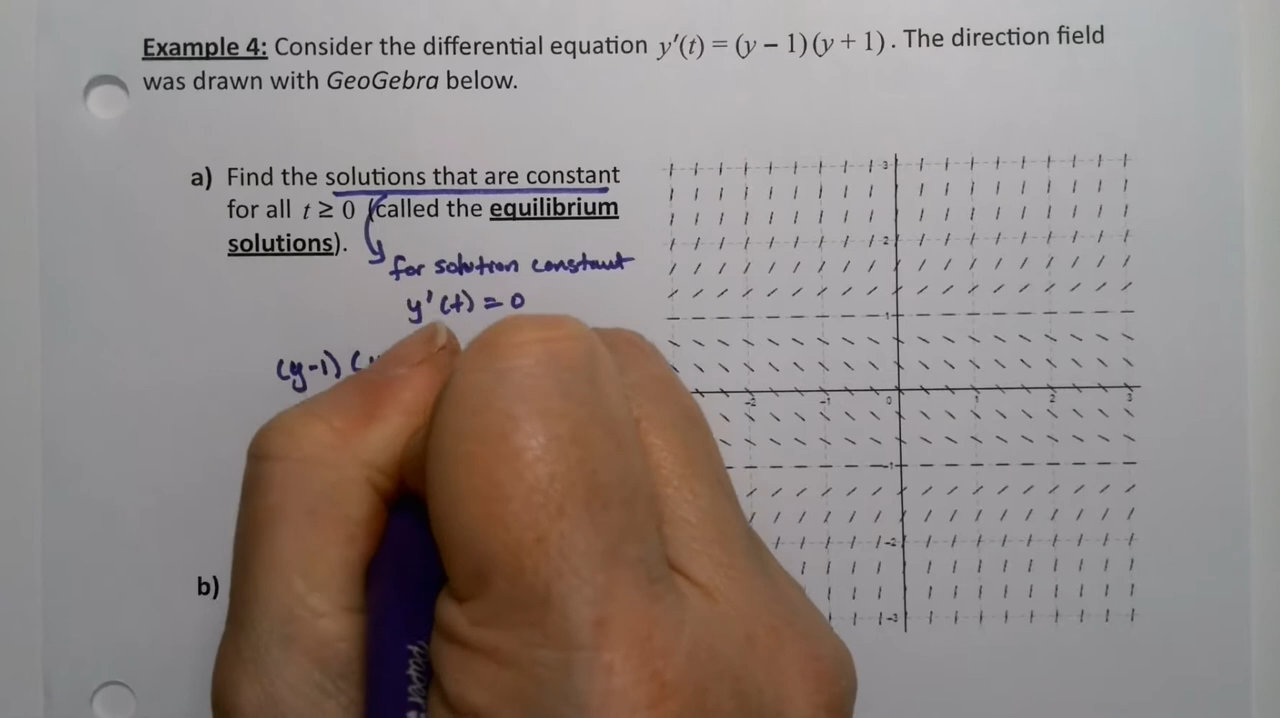 Example 4: Consider the differential equation y′(t) = (y − 1)(y + 1). The direction field
was drawn with GeoGebra below.
a) Find the solutions that are constant
for all t ≥ 0 (called the equilibrium
solutions).
for solution constant
y'(t) = 0
(y-1)(
b)
3
2
1
-2 -1 0 1 2 3
-1
-2
-3
paper